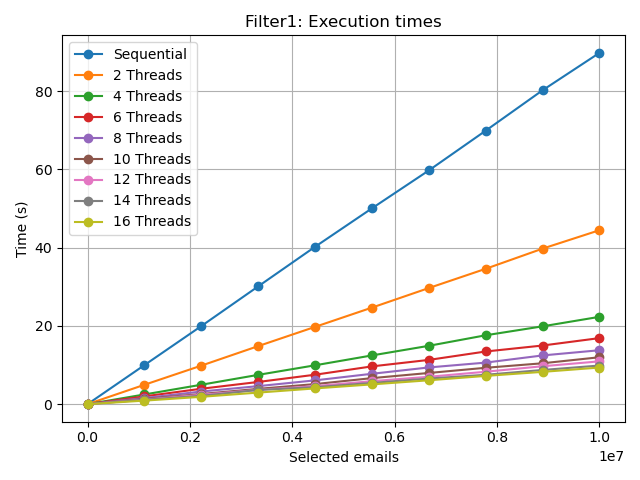 Filter1: Execution times
Sequential
2 Threads
4 Threads
6 Threads
8 Threads
10 Threads
12 Threads
14 Threads
16 Threads
Time (s)
80
60
40
20
0
0.0 0.2 0.4 0.6 0.8 1.0
1e7
Selected emails